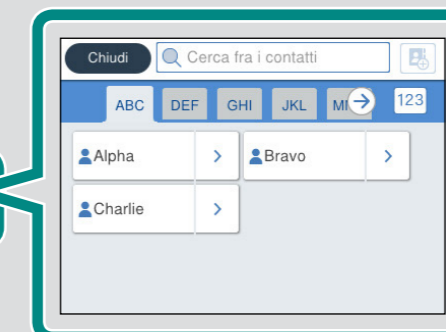 Chiudi Cerca fra i contatti
ABC DEF GHI JKL 123
Alpha Bravo
Charlie